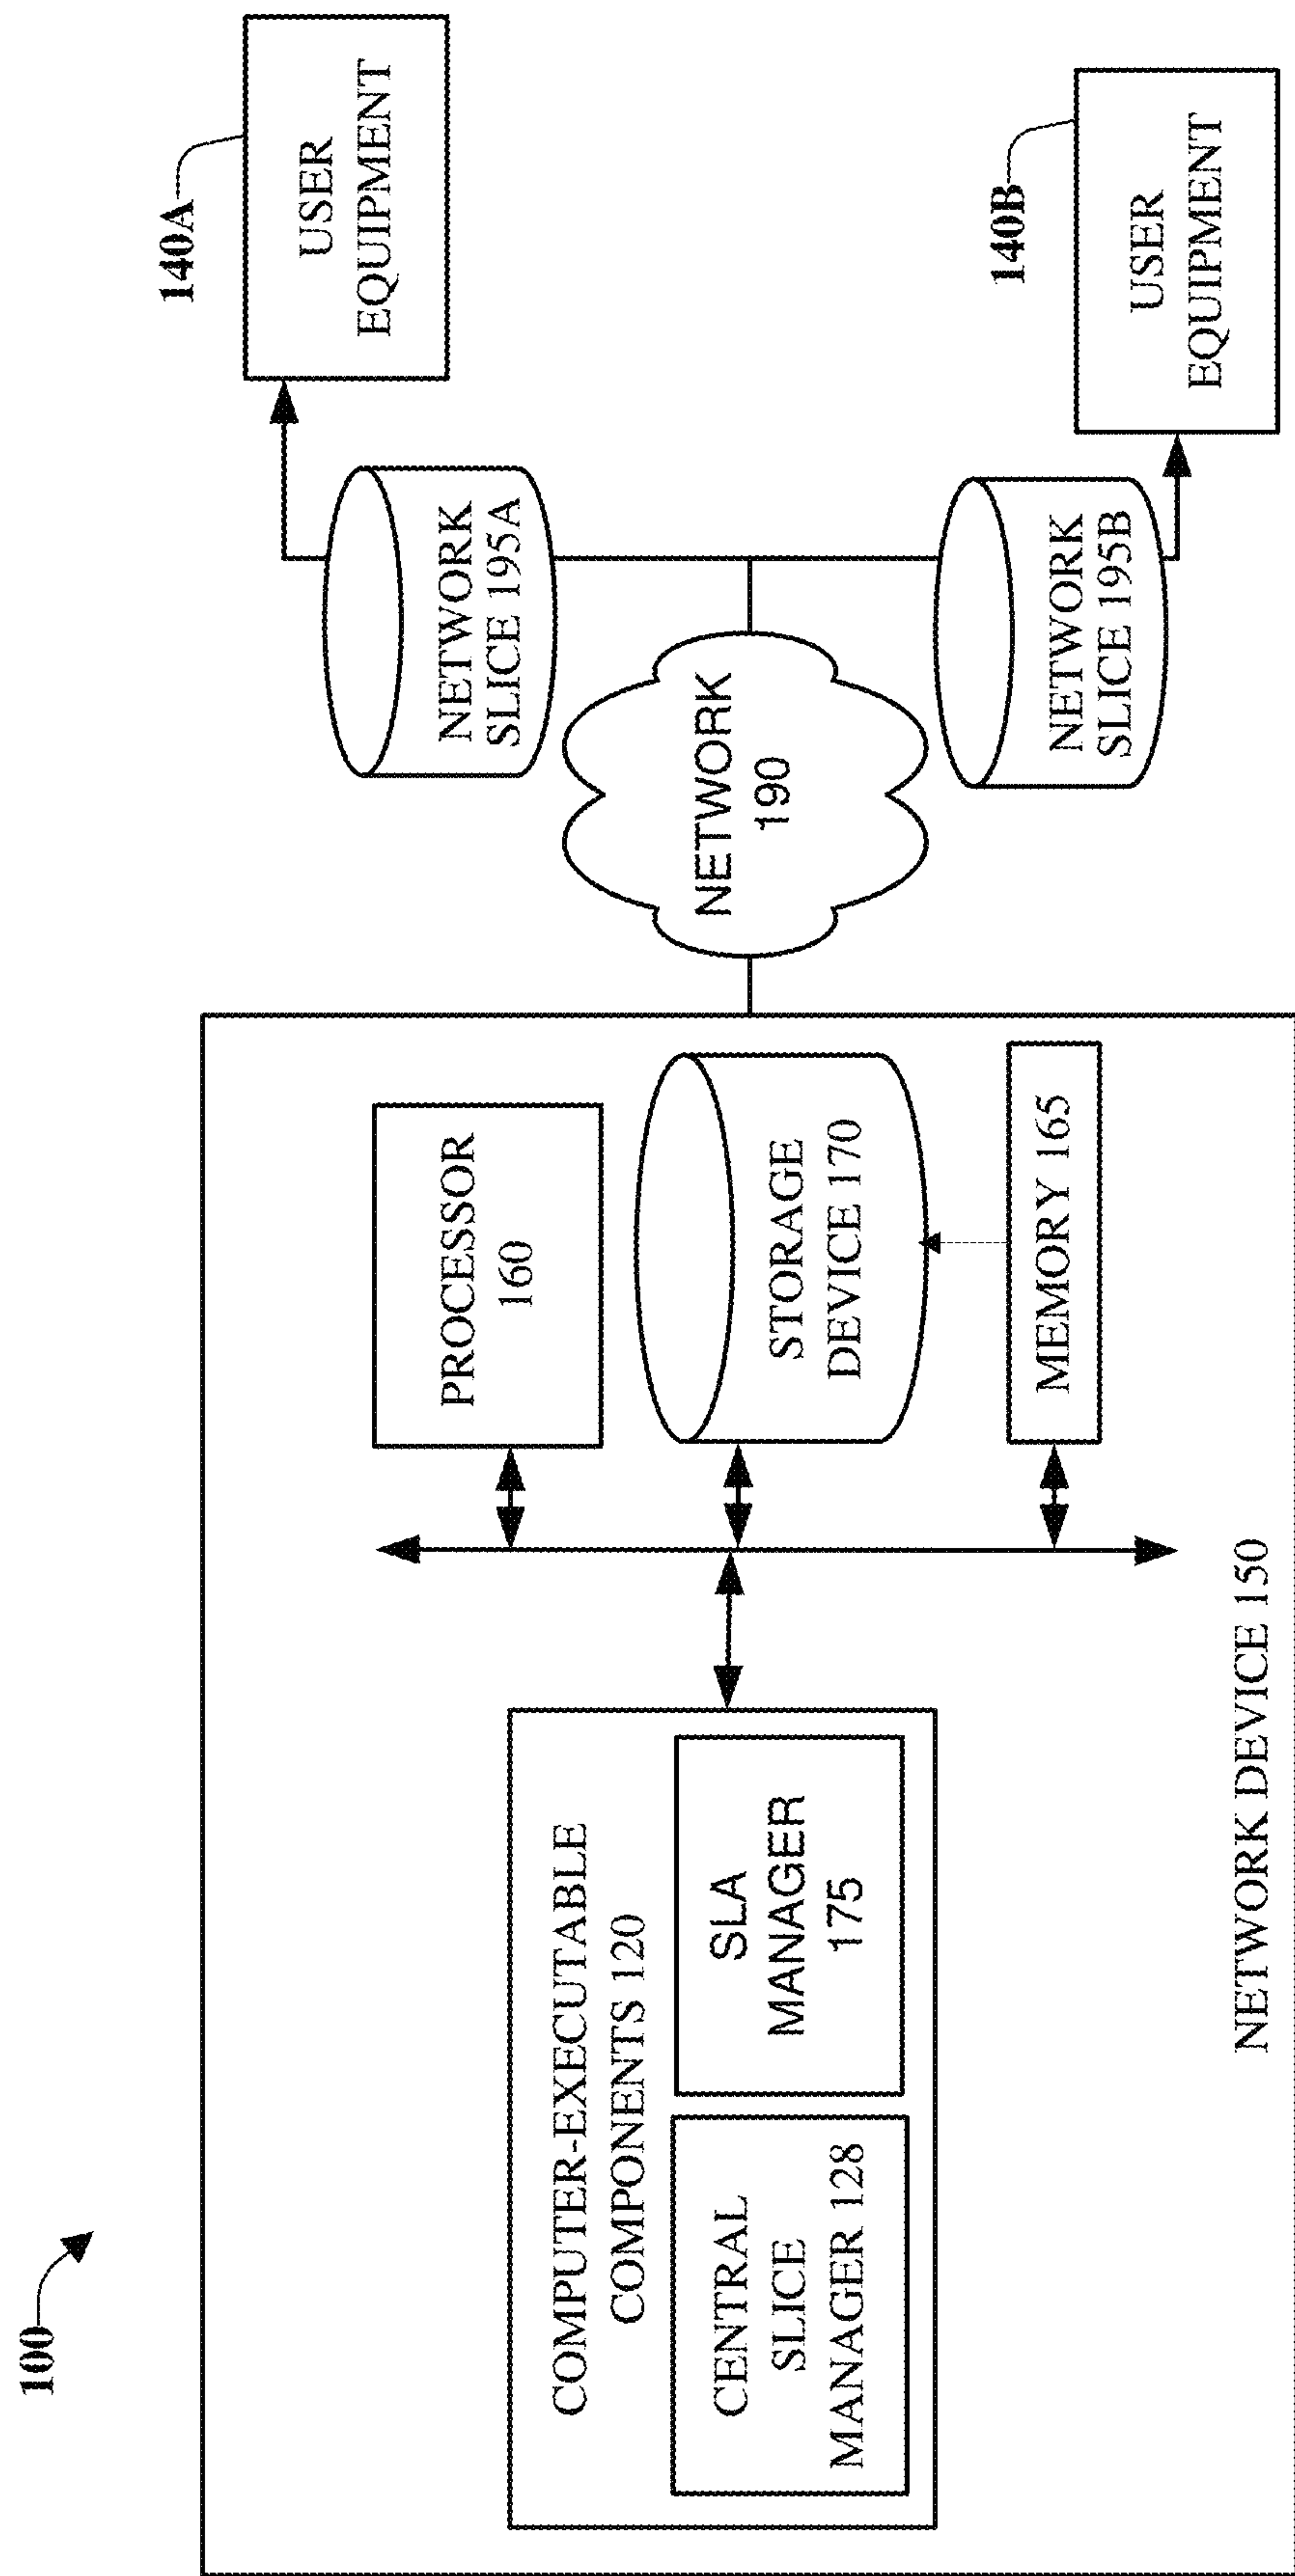 100
COMPUTER-EXECUTABLE
COMPONENTS 120
CENTRAL
SLICE
MANAGER 128
SLA
MANAGER
175
PROCESSOR
160
STORAGE
DEVICE 170
MEMORY 165
NETWORK DEVICE 150
NETWORK
190
NETWORK
SLICE 195A
NETWORK
SLICE 195B
140A
USER
EQUIPMENT
140B
USER
EQUIPMENT